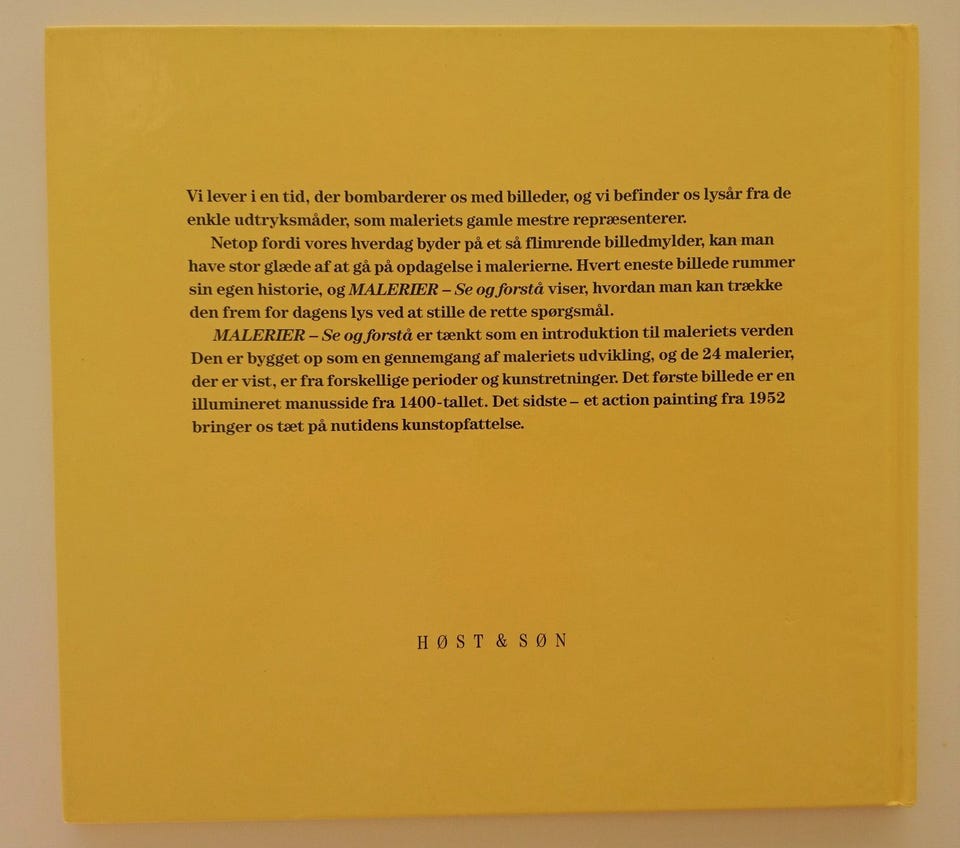 Vi lever i en tid, der bombarderer os med billeder, og vi befinder os lysår fra de
enkle udtryksmåder, som maleriets gamle mestre repræsenterer.
Netop fordi vores hverdag byder på et så flimrende billedmylder, kan man
have stor glæde af at gå på opdagelse i malerierne. Hvert eneste billede rummer
sin egen historie, og MALERIER – Se og forstå viser, hvordan man kan trække
den frem for dagens lys ved at stille de rette spørgsmål.
MALERIER – Se og forstå er tænkt som en introduktion til maleriets verden
Den er bygget op som en gennemgang af maleriets udvikling, og de 24 malerier,
der er vist, er fra forskellige perioder og kunstretninger. Det første billede er en
illumineret manusside fra 1400-tallet. Det sidste – et action painting fra 1952
bringer os tæt på nutidens kunstopfattelse.
HØST & SØN